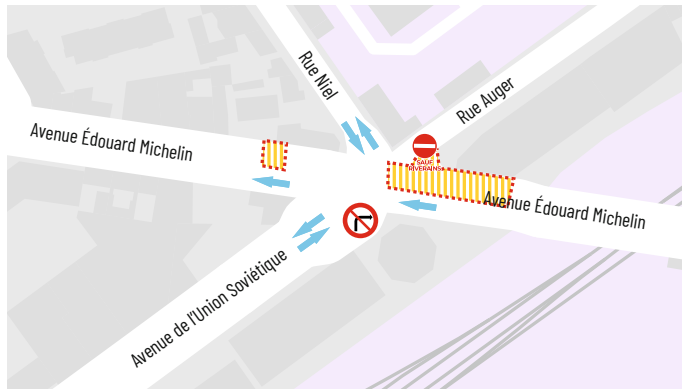 Rue Niel
Rue Auger
Avenue Édouard Michelin
SAUF
RIVERAINS
Avenue Édouard Michelin
Avenue de l'Union Soviétique